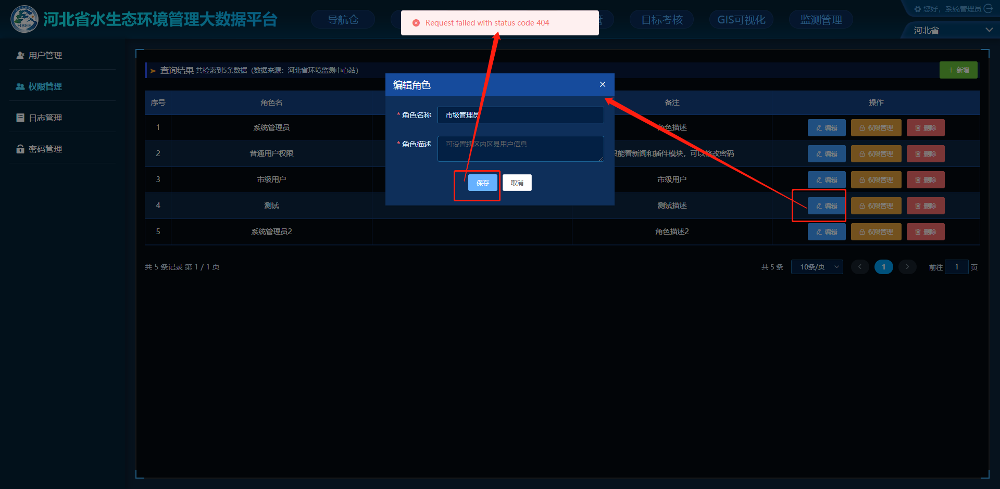 HBEE
河北省水生态环境管理大数据平台
导航仓
管
目标考核
GIS可视化
监测管理
您好，系统管理员
河北省
Request failed with status code 404
用户管理
权限管理
日志管理
密码管理
查询结果 共检索到5条数据（数据来源：河北省环境监测中心站）
新增
序号 角色名 备注 操作
1 系统管理员 角色描述 编辑 权限管理 删除
2 普通用户权限 只能看新闻和插件模块，可以修改密码 编辑 权限管理 删除
3 市级用户 市级用户 编辑 权限管理 删除
4 测试 测试描述 编辑 权限管理 删除
5 系统管理员2 角色描述2 编辑 权限管理 删除
编辑角色
* 角色名称 市级管理员
* 角色描述 可设置辖区内区县用户信息
保存 取消
共 5 条记录 第 1 / 1 页
共 5 条 10条/页 1 前往 1 页